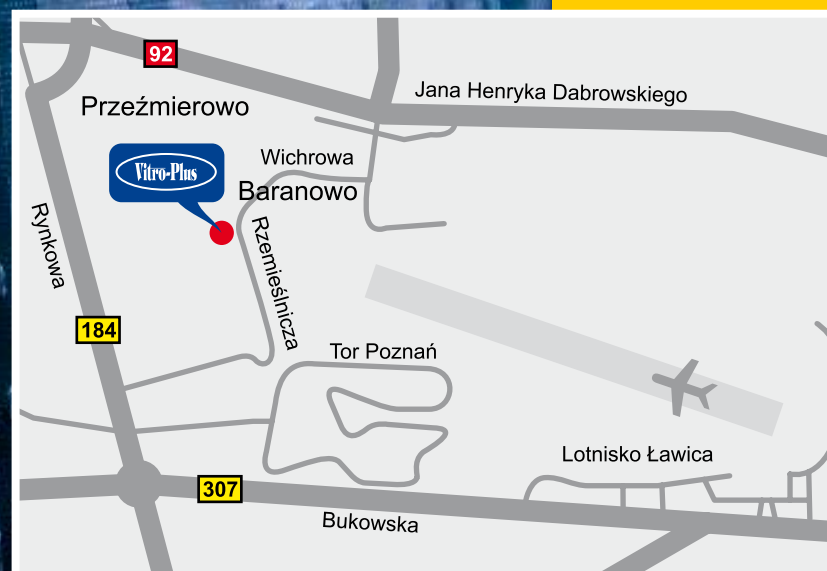 92
Jana Henryka Dabrowskiego
Przeźmierowo
Wichrowa
Vitro-Plus
Baranowo
Rynkowa
Rzemieślnicza
184
Tor Poznań
Lotnisko Ławica
307
Bukowska